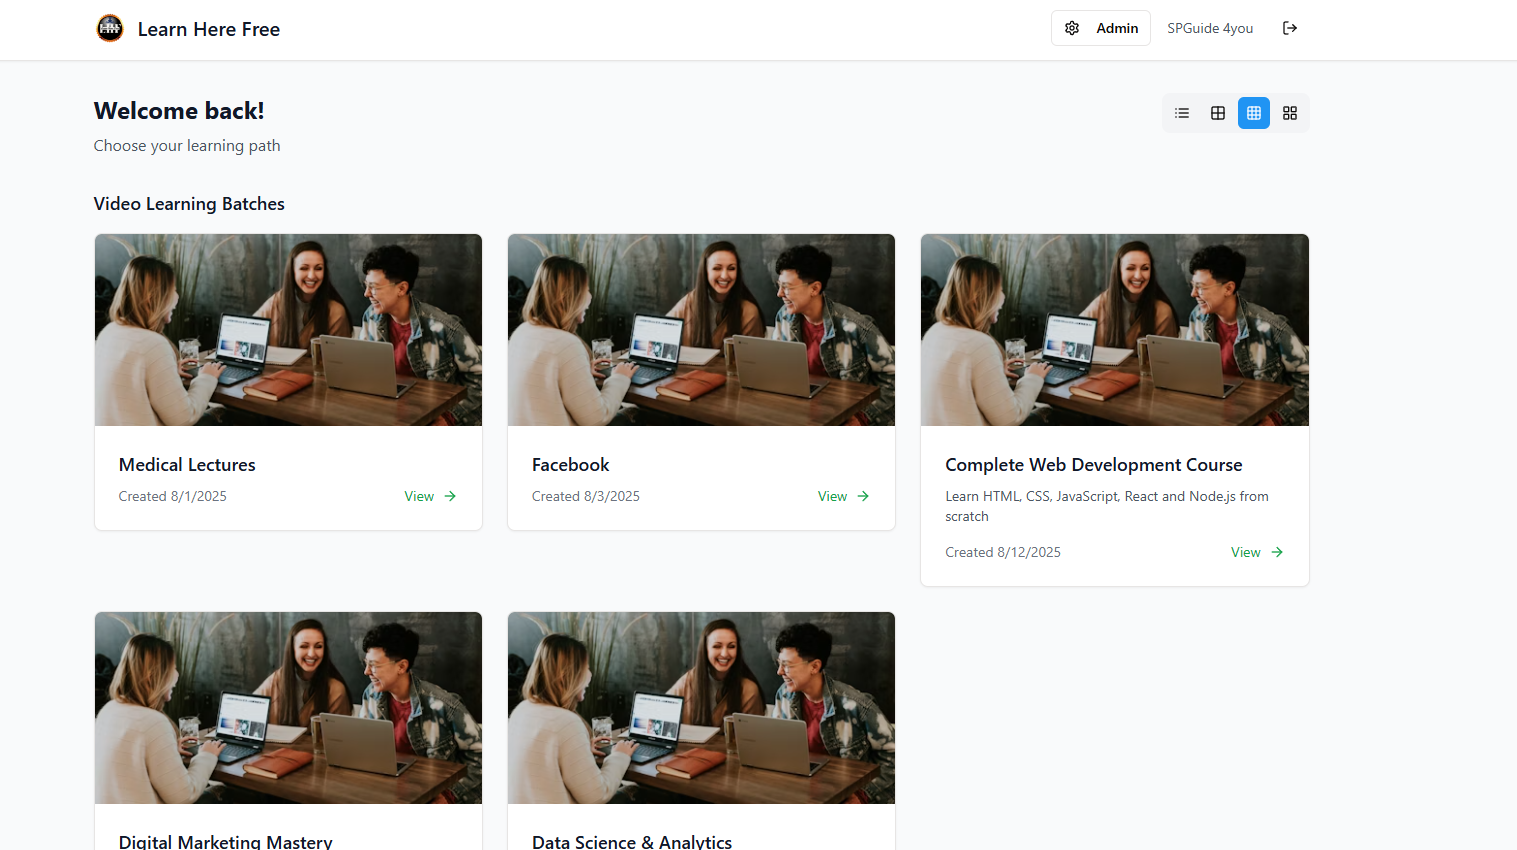 LHF
Learn Here Free
Admin
SPGuide 4you
Welcome back!
Choose your learning path
Video Learning Batches
Medical Lectures
Created 8/1/2025
View
Facebook
Created 8/3/2025
View
Complete Web Development Course
Learn HTML, CSS, JavaScript, React and Node.js from
scratch
Created 8/12/2025
View
Digital Marketing Mastery
Data Science & Analytics